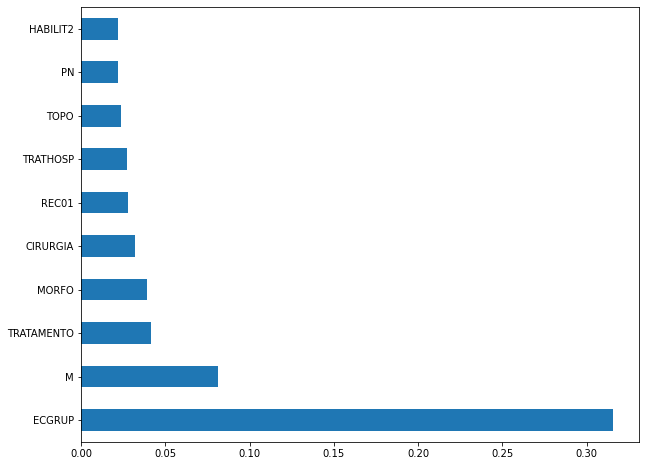 HABILIT2
PN
TOPO
TRATHOSP
REC01
CIRURGIA
MORFO
TRATAMENTO
M
ECGRUP
0.00 0.05 0.10 0.15 0.20 0.25 0.30